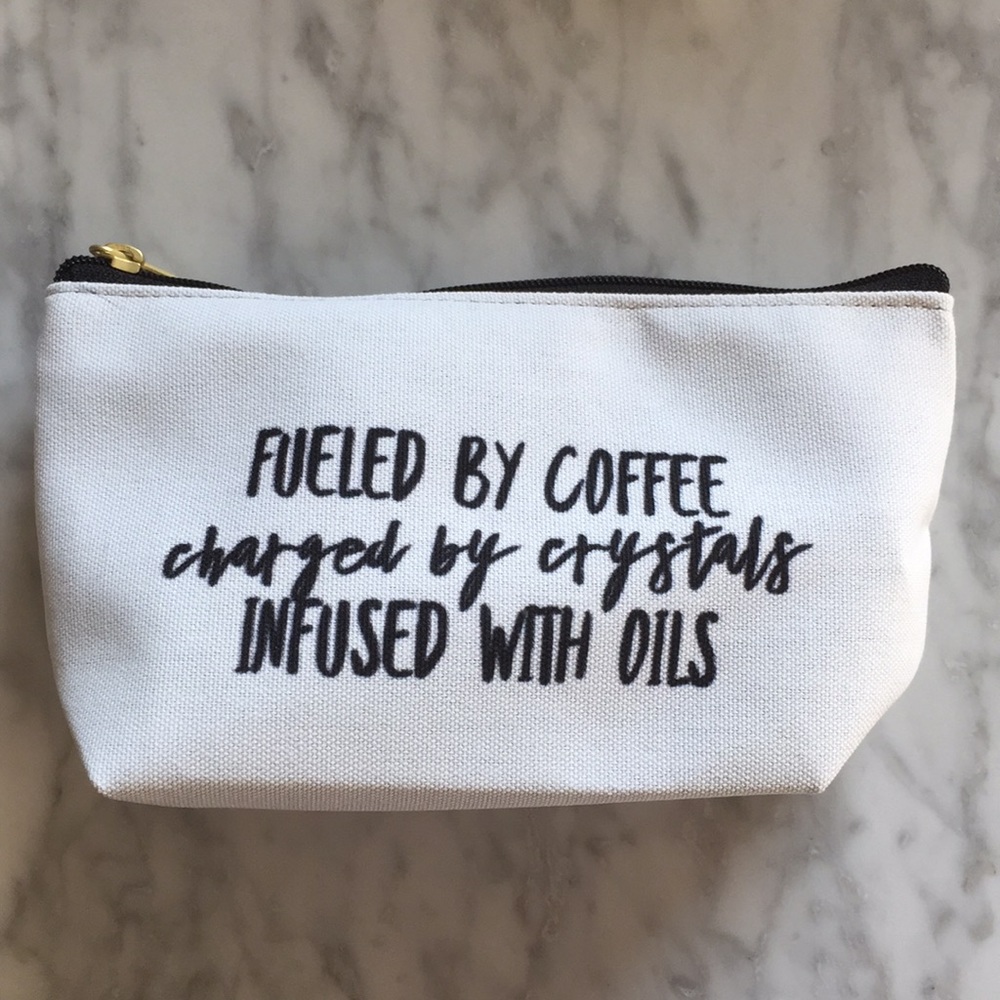 FUELED BY COFFEE
charged by crystals
INFUSED WITH OILS